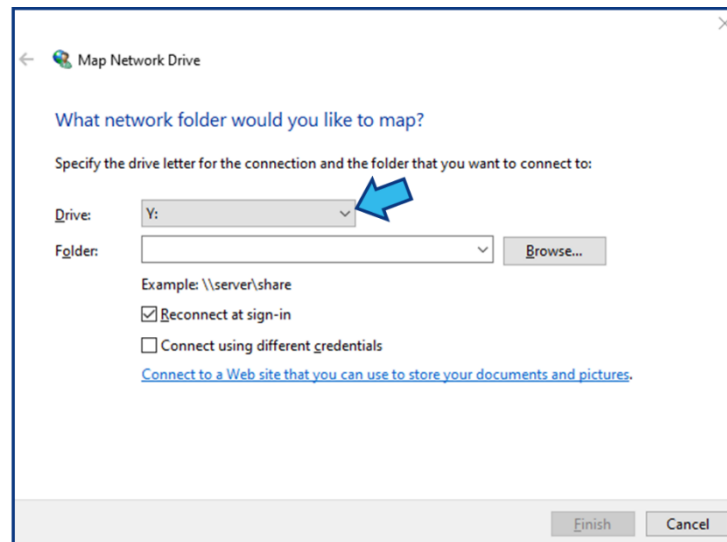 Map Network Drive
What network folder would you like to map?
Specify the drive letter for the connection and the folder that you want to connect to:
Drive: Y:
Folder: Browse...
Example: \\server\share
Reconnect at sign-in
Connect using different credentials
Connect to a Web site that you can use to store your documents and pictures.
Finish Cancel